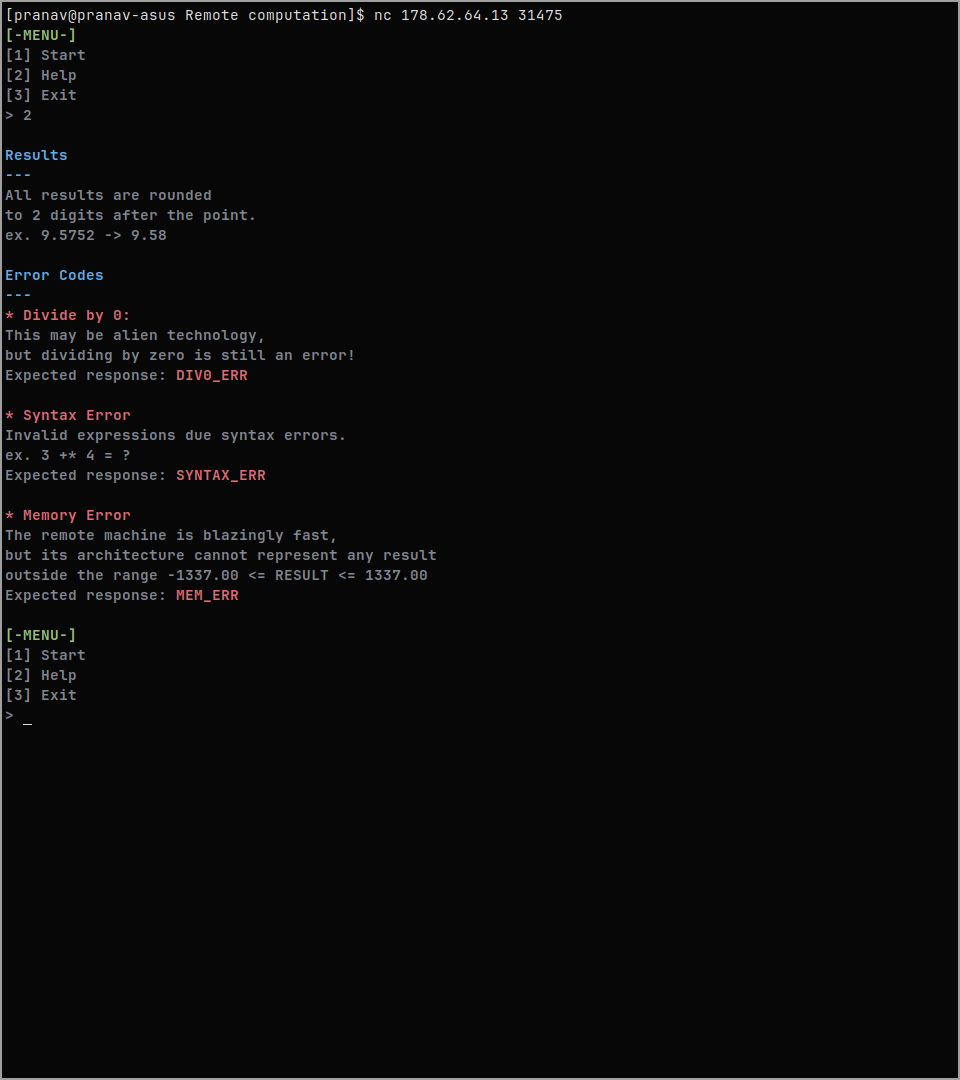 [pranav@pranav-asus Remote computation]$ nc 178.62.64.13 31475
[-MENU-]
[1] Start
[2] Help
[3] Exit
> 2
Results
---
All results are rounded
to 2 digits after the point.
ex. 9.5752 -> 9.58
Error Codes
---
* Divide by 0:
This may be alien technology,
but dividing by zero is still an error!
Expected response: DIV0_ERR
* Syntax Error
Invalid expressions due syntax errors.
ex. 3 +* 4 = ?
Expected response: SYNTAX_ERR
* Memory Error
The remote machine is blazingly fast,
but its architecture cannot represent any result
outside the range -1337.00 <= RESULT <= 1337.00
Expected response: MEM_ERR
[-MENU-]
[1] Start
[2] Help
[3] Exit
> _